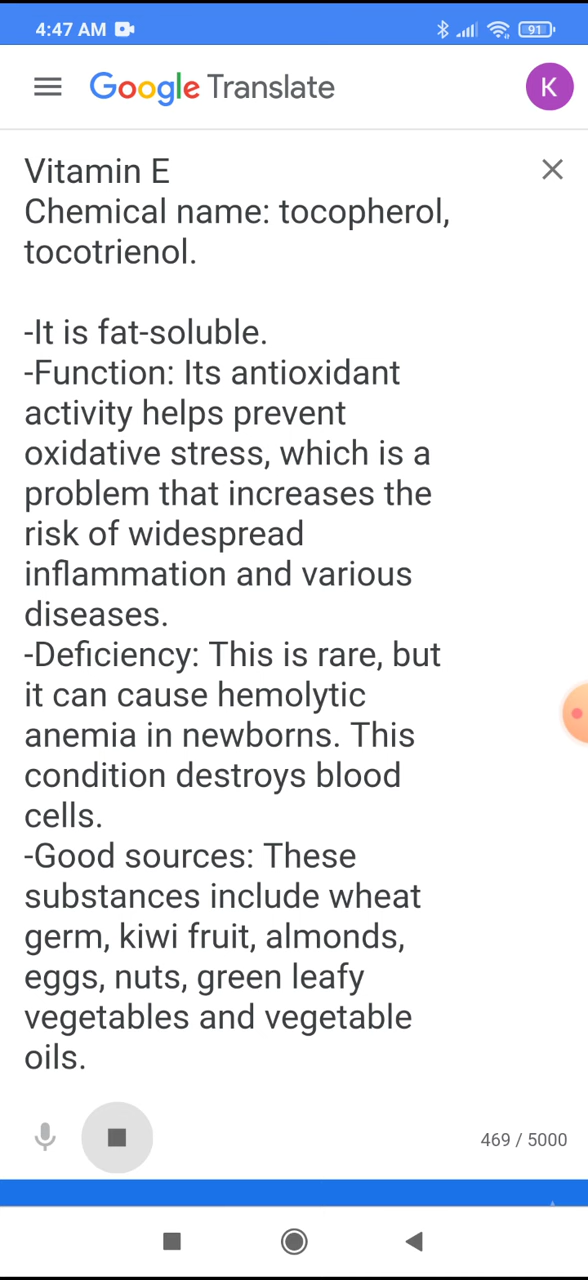 4:47 AM
91
Google Translate
K
Vitamin E
Chemical name: tocopherol,
tocotrienol.
-It is fat-soluble.
-Function: Its antioxidant
activity helps prevent
oxidative stress, which is a
problem that increases the
risk of widespread
inflammation and various
diseases.
-Deficiency: This is rare, but
it can cause hemolytic
anemia in newborns. This
condition destroys blood
cells.
-Good sources: These
substances include wheat
germ, kiwi fruit, almonds,
eggs, nuts, green leafy
vegetables and vegetable
oils.
469 / 5000